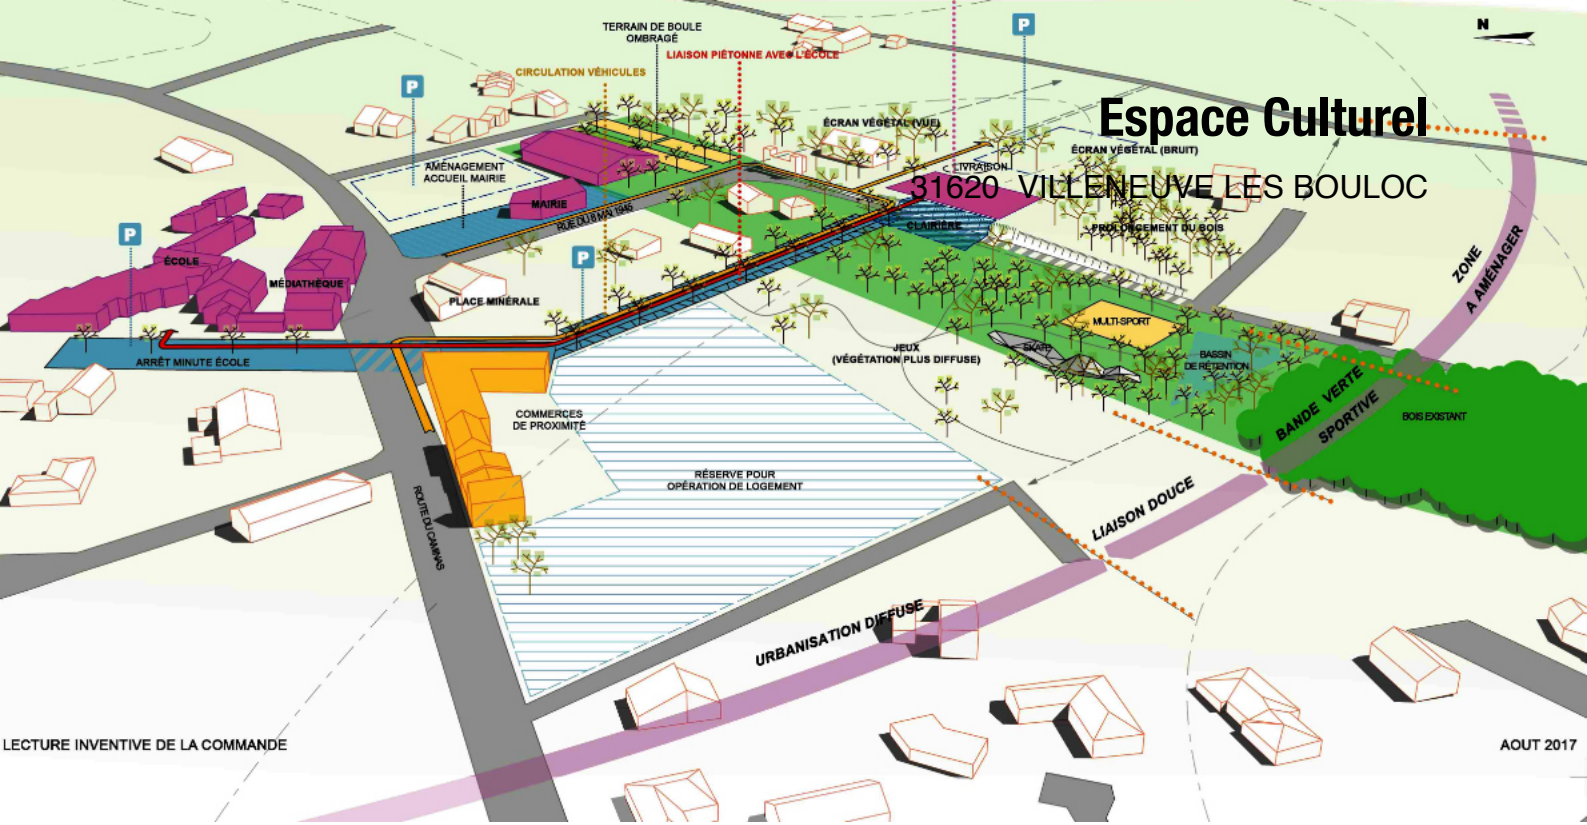 TERRAIN DE BOULE
OMBRAGÉ
LIAISON PIÉTONNE AVEC L'ÉCOLE
CIRCULATION VÉHICULES
P
P
N
Espace Culturel
31620 VILLENEUVE LES BOULOC
ÉCRAN VÉGÉTAL (VUE)
ÉCRAN VÉGÉTAL (BRUIT)
LIVRAISON
AMÉNAGEMENT
ACCUEIL MAIRIE
MAIRIE
RUE DU 8 MAI 1945
CLAIRIÈRE
PROLONGEMENT DU BOIS
P
P
ÉCOLE
MÉDIATHÈQUE
PLACE MINÉRALE
ZONE
A AMÉNAGER
MULTI-SPORT
JEUX
(VÉGÉTATION PLUS DIFFUSE)
SKATE
BASSIN
DE RÉTENTION
ARRÊT MINUTE ÉCOLE
BANDE VERTE
SPORTIVE
BOIS EXISTANT
COMMERCES
DE PROXIMITÉ
RÉSERVE POUR
OPÉRATION DE LOGEMENT
ROUTE DU CAMINAS
LIAISON DOUCE
URBANISATION DIFFUSE
LECTURE INVENTIVE DE LA COMMANDE
AOUT 2017